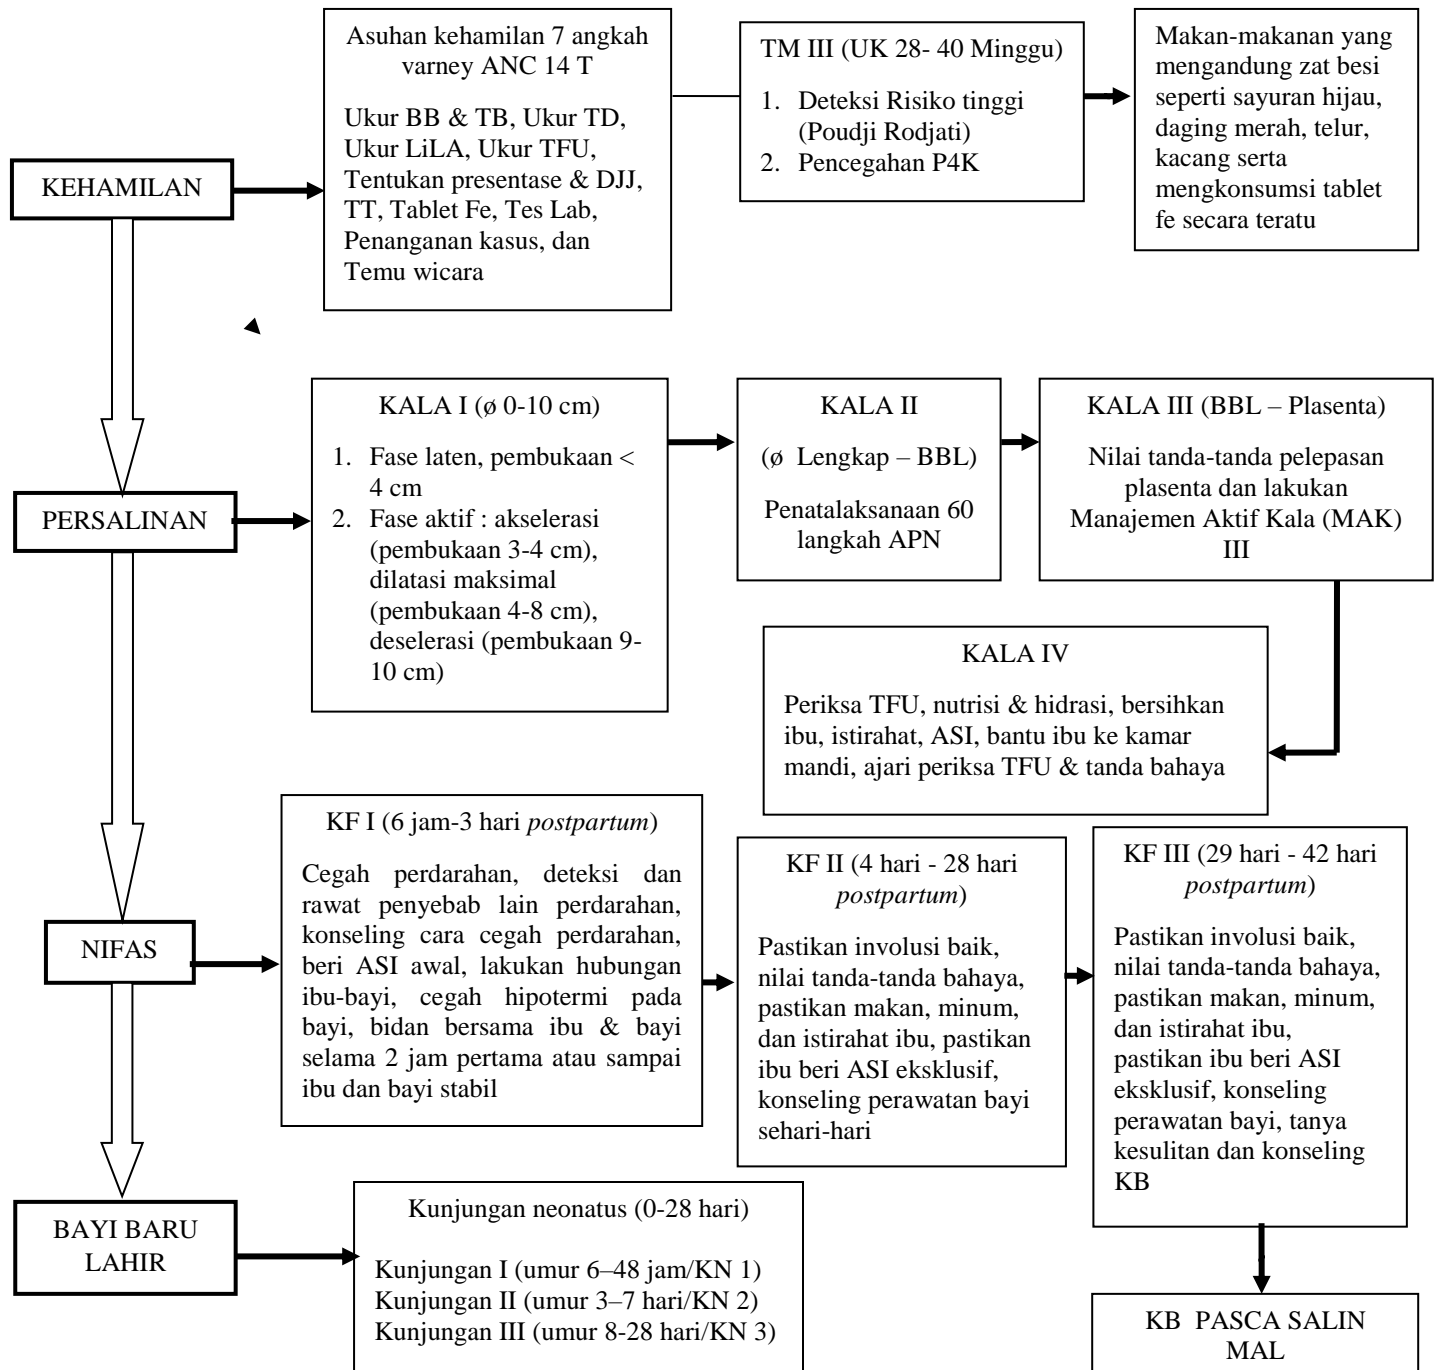 KEHAMILAN
Asuhan kehamilan 7 angkah
varney ANC 14 T
Ukur BB & TB, Ukur TD,
Ukur LiLA, Ukur TFU,
Tentukan presentase & DJJ,
TT, Tablet Fe, Tes Lab,
Penanganan kasus, dan
Temu wicara
TM III (UK 28- 40 Minggu)
1. Deteksi Risiko tinggi
(Poudji Rodjati)
2. Pencegahan P4K
Makan-makanan yang
mengandung zat besi
seperti sayuran hijau,
daging merah, telur,
kacang serta
mengkonsumsi tablet
fe secara teratu
PERSALINAN
KALA I (ø 0-10 cm)
1. Fase laten, pembukaan <
4 cm
2. Fase aktif : akselerasi
(pembukaan 3-4 cm),
dilatasi maksimal
(pembukaan 4-8 cm),
deselerasi (pembukaan 9-
10 cm)
KALA II
(ø Lengkap – BBL)
Penatalaksanaan 60
langkah APN
KALA III (BBL – Plasenta)
Nilai tanda-tanda pelepasan
plasenta dan lakukan
Manajemen Aktif Kala (MAK)
III
KALA IV
Periksa TFU, nutrisi & hidrasi, bersihkan
ibu, istirahat, ASI, bantu ibu ke kamar
mandi, ajari periksa TFU & tanda bahaya
NIFAS
KF I (6 jam-3 hari postpartum)
Cegah perdarahan, deteksi dan
rawat penyebab lain perdarahan,
konseling cara cegah perdarahan,
beri ASI awal, lakukan hubungan
ibu-bayi, cegah hipotermi pada
bayi, bidan bersama ibu & bayi
selama 2 jam pertama atau sampai
ibu dan bayi stabil
KF II (4 hari - 28 hari
postpartum)
Pastikan involusi baik,
nilai tanda-tanda bahaya,
pastikan makan, minum,
dan istirahat ibu, pastikan
ibu beri ASI eksklusif,
konseling perawatan bayi
sehari-hari
KF III (29 hari - 42 hari
postpartum)
Pastikan involusi baik,
nilai tanda-tanda bahaya,
pastikan makan, minum,
dan istirahat ibu,
pastikan ibu beri ASI
eksklusif, konseling
perawatan bayi, tanya
kesulitan dan konseling
KB
BAYI BARU
LAHIR
Kunjungan neonatus (0-28 hari)
Kunjungan I (umur 6–48 jam/KN 1)
Kunjungan II (umur 3–7 hari/KN 2)
Kunjungan III (umur 8-28 hari/KN 3)
KB PASCA SALIN
MAL